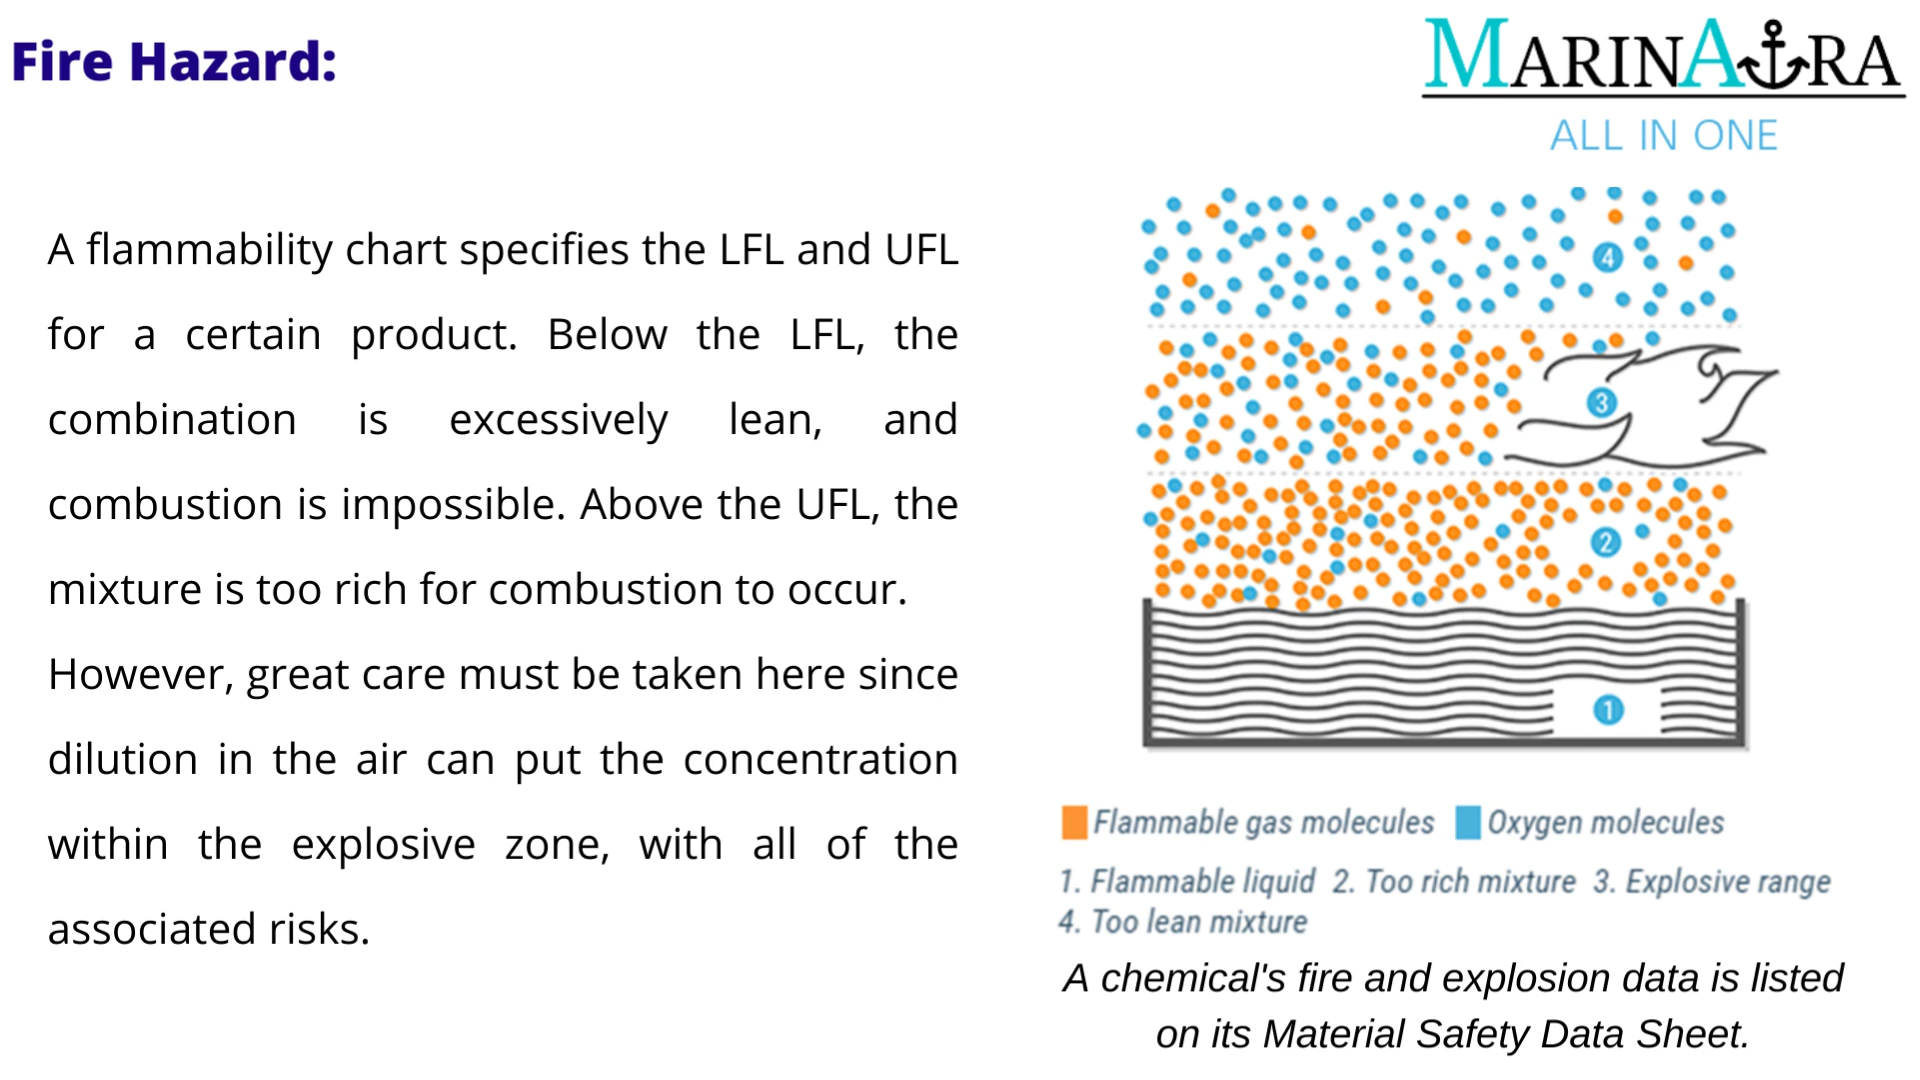 Fire Hazard:
MARINAURA
ALL IN ONE
A flammability chart specifies the LFL and UFL
for a certain product. Below the LFL, the
combination is excessively lean, and
combustion is impossible. Above the UFL, the
mixture is too rich for combustion to occur.
However, great care must be taken here since
dilution in the air can put the concentration
within the explosive zone, with all of the
associated risks.
4
3
2
1
Flammable gas molecules Oxygen molecules
1. Flammable liquid 2. Too rich mixture 3. Explosive range
4. Too lean mixture
A chemical's fire and explosion data is listed
on its Material Safety Data Sheet.